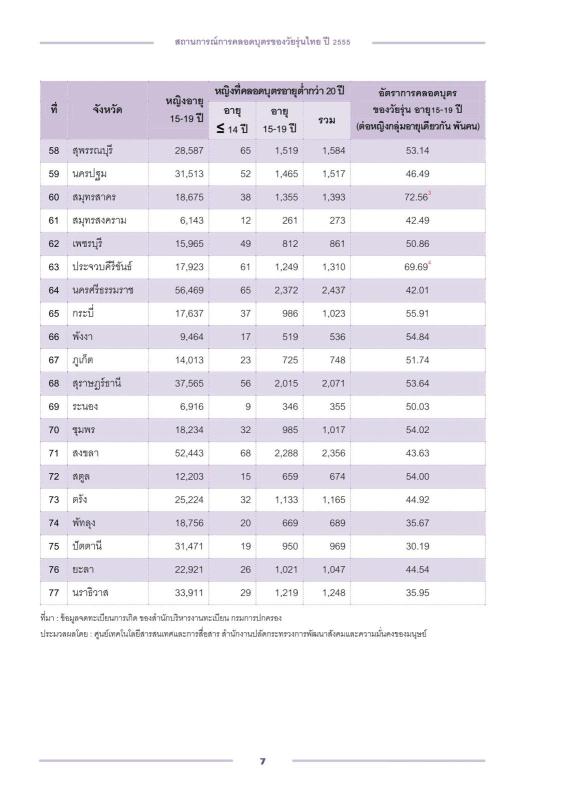 สถานการณ์การคลอดบุตรของวัยรุ่นไทย ปี 2555
ที่ จังหวัด หญิงอายุ 15-19 ปี หญิงที่คลอดบุตรอายุต่ำกว่า 20 ปี อัตราการคลอดบุตร
ของวัยรุ่น อายุ15-19 ปี
(ต่อหญิงกลุ่มอายุเดียวกัน พันคน)
อายุ ≤ 14 ปี อายุ 15-19 ปี รวม
58 สุพรรณบุรี 28,587 65 1,519 1,584 53.14
59 นครปฐม 31,513 52 1,465 1,517 46.49
60 สมุทรสาคร 18,675 38 1,355 1,393 72.56³
61 สมุทรสงคราม 6,143 12 261 273 42.49
62 เพชรบุรี 15,965 49 812 861 50.86
63 ประจวบคีรีขันธ์ 17,923 61 1,249 1,310 69.69⁴
64 นครศรีธรรมราช 56,469 65 2,372 2,437 42.01
65 กระบี่ 17,637 37 986 1,023 55.91
66 พังงา 9,464 17 519 536 54.84
67 ภูเก็ต 14,013 23 725 748 51.74
68 สุราษฎร์ธานี 37,565 56 2,015 2,071 53.64
69 ระนอง 6,916 9 346 355 50.03
70 ชุมพร 18,234 32 985 1,017 54.02
71 สงขลา 52,443 68 2,288 2,356 43.63
72 สตูล 12,203 15 659 674 54.00
73 ตรัง 25,224 32 1,133 1,165 44.92
74 พัทลุง 18,756 20 669 689 35.67
75 ปัตตานี 31,471 19 950 969 30.19
76 ยะลา 22,921 26 1,021 1,047 44.54
77 นราธิวาส 33,911 29 1,219 1,248 35.95
ที่มา : ข้อมูลจดทะเบียนการเกิด ของสำนักบริหารงานทะเบียน กรมการปกครอง
ประมวลผลโดย : ศูนย์เทคโนโลยีสารสนเทศและการสื่อสาร สำนักงานปลัดกระทรวงการพัฒนาสังคมและความมั่นคงของมนุษย์
7